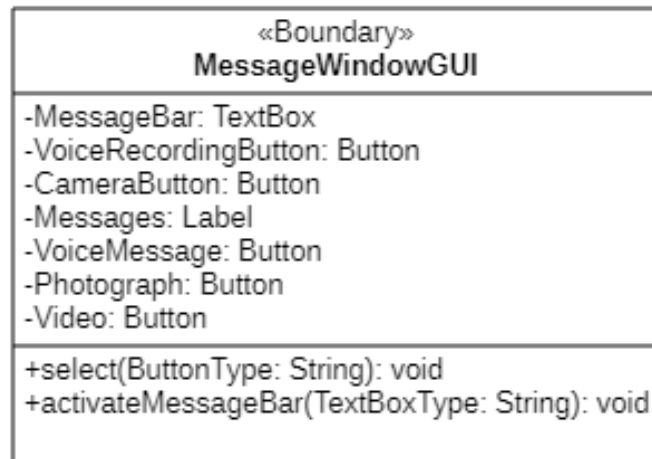 «Boundary»
MessageWindowGUI
-MessageBar: TextBox
-VoiceRecordingButton: Button
-CameraButton: Button
-Messages: Label
-VoiceMessage: Button
-Photograph: Button
-Video: Button
+select(ButtonType: String): void
+activateMessageBar(TextBoxType: String): void